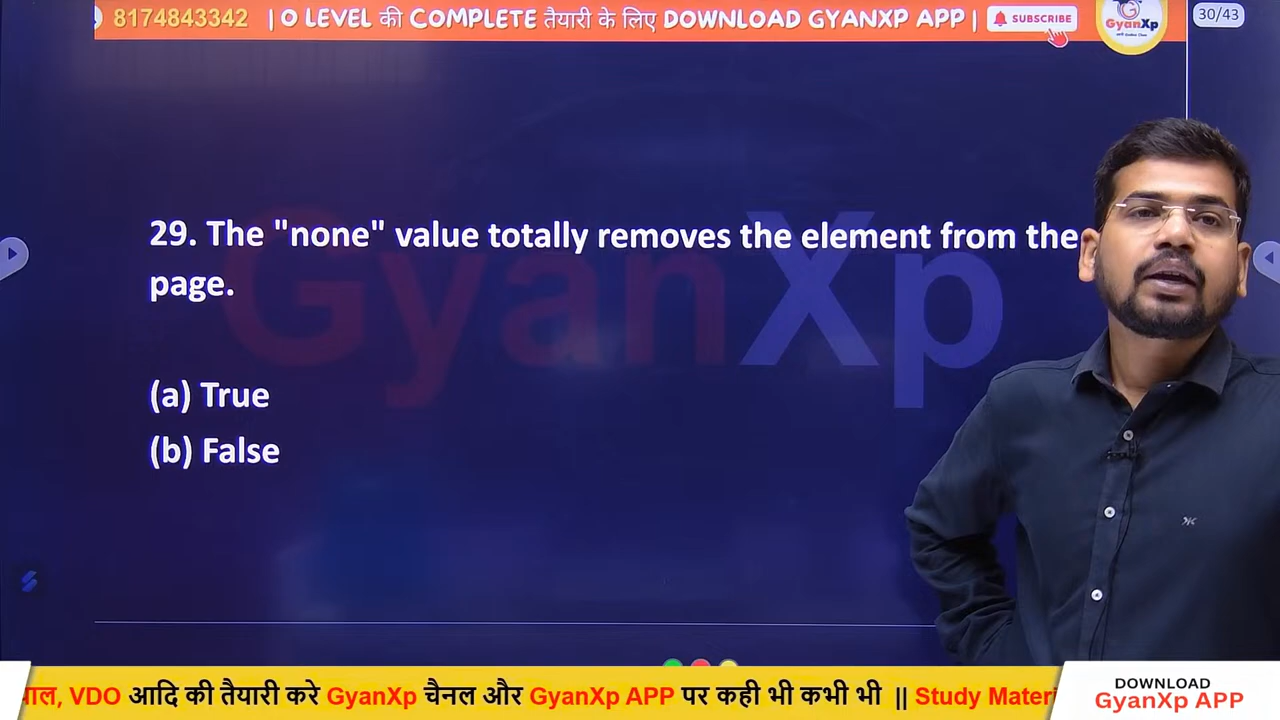 8174843342 | O LEVEL की COMPLETE तैयारी के लिए DOWNLOAD GYANXP APP | SUBSCRIBE
GyanXp
30/43
29. The "none" value totally removes the element from the
page.
GyanXp
(a) True
(b) False
VDO आदि की तैयारी करे GyanXp चैनल और GyanXp APP पर कही भी कभी भी || Study
DOWNLOAD
GyanXp APP